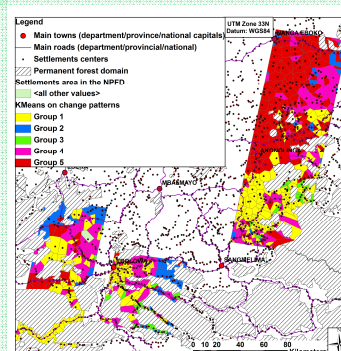 Legend
Main towns (department/province/national capitals)
Main roads (department/provincial/national)
Settlements centers
Permanent forest domain
Settlements area in the NPFD
<all other values>
KMeans on change patterns
Group 1
Group 2
Group 3
Group 4
Group 5
UTM Zone 33N
Datum: WGS84
MBALMAYO
SANGMELIMA
0 10 20 40 60 80
Kilometers